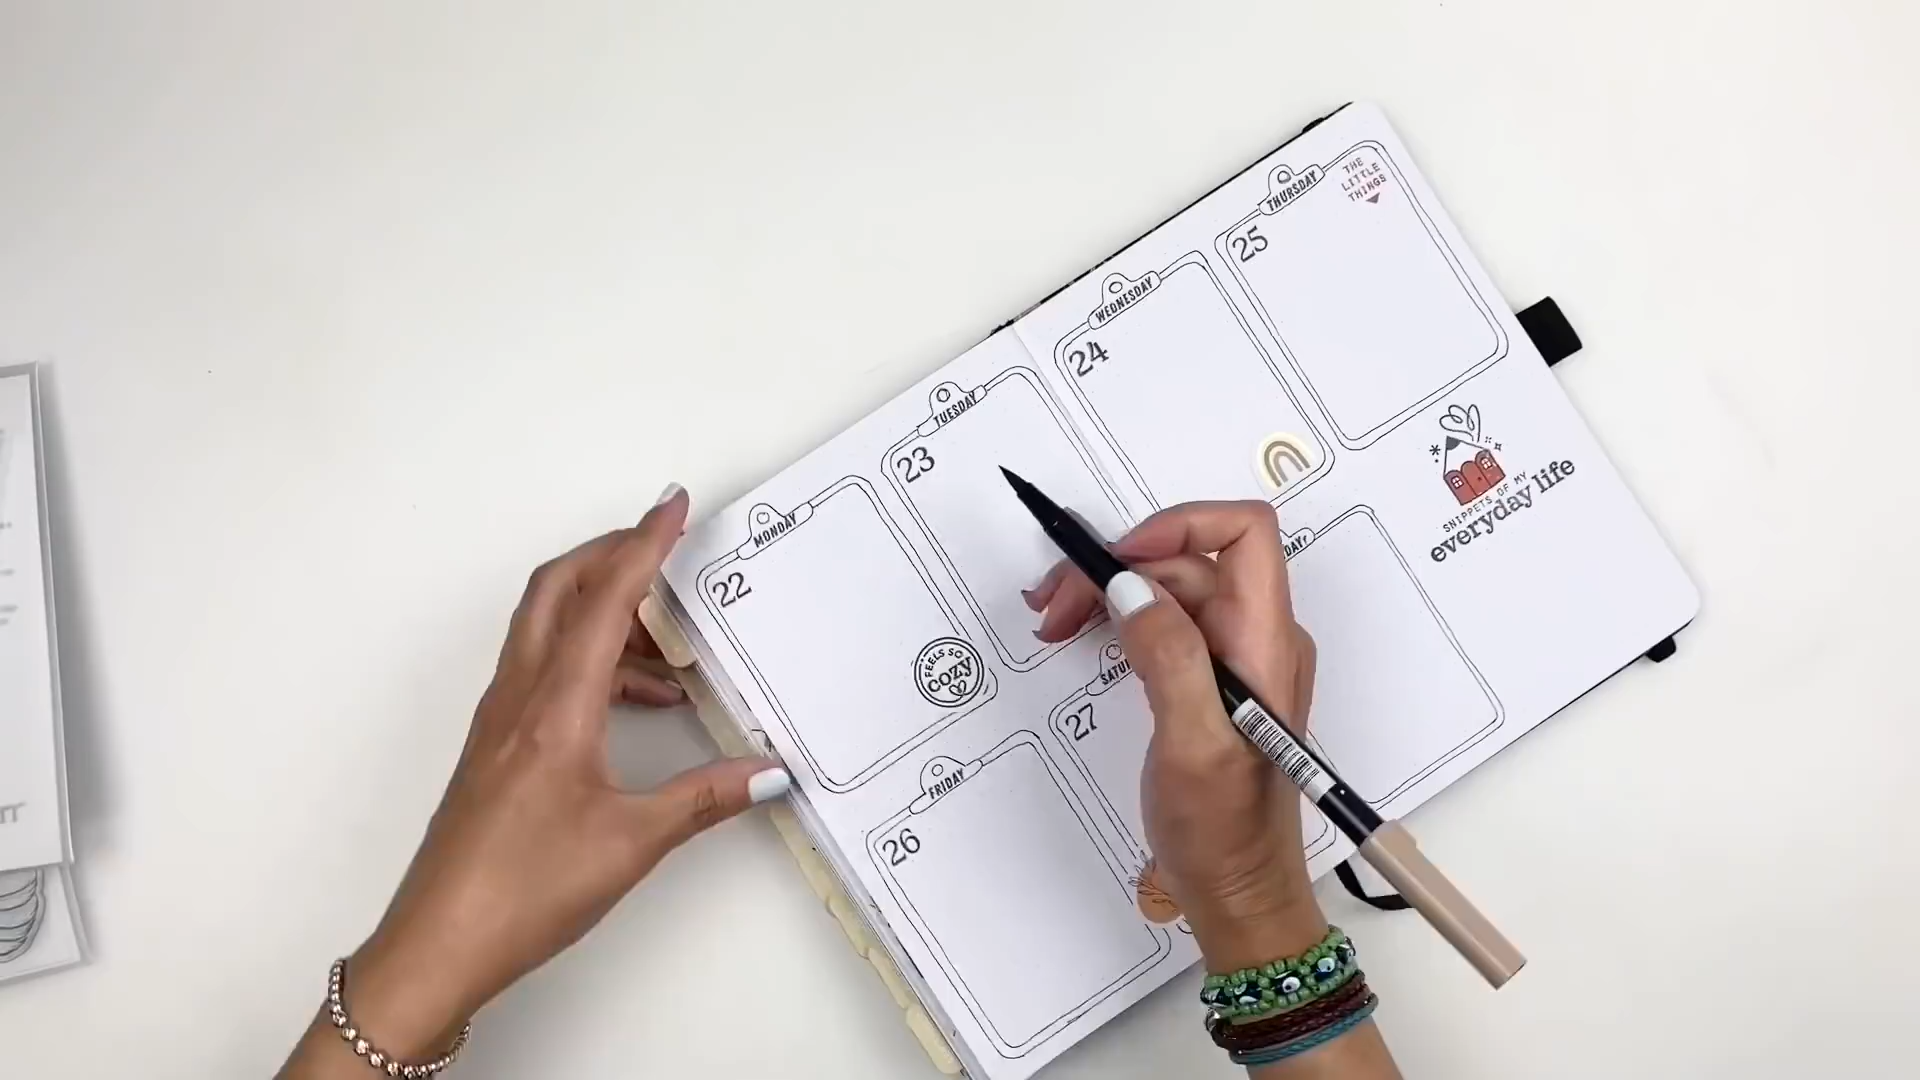 MONDAY
22
FEELS SO
COZY
TUESDAY
23
WEDNESDAY
24
THURSDAY
25
THE
LITTLE
THINGS
FRIDAY
26
27
SNIPPETS OF MY
everyday life